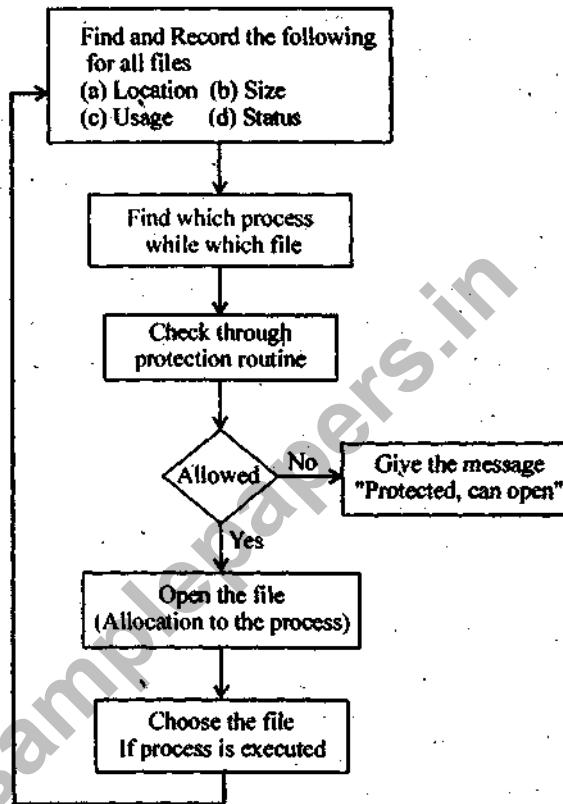 Find and Record the following
for all files
(a) Location (b) Size
(c) Usage (d) Status
Find which process
while which file
Check through
protection routine
Allowed
No
Give the message
"Protected, can open"
Yes
Open the file
(Allocation to the process)
Choose the file
If process is executed
samplepapers.in